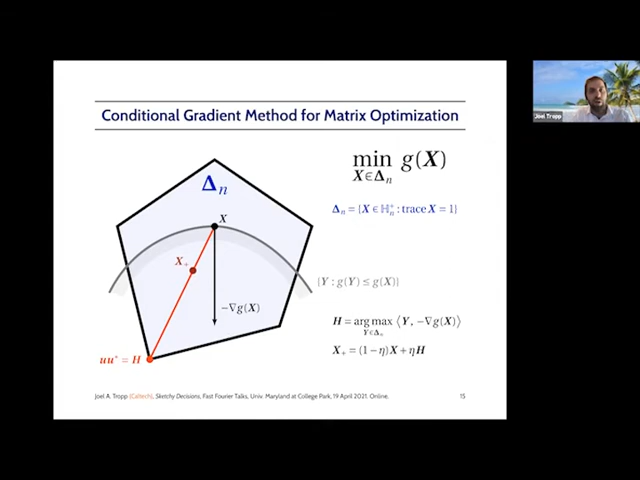 Conditional Gradient Method for Matrix Optimization
min g(X)
X∈Δₙ
Δₙ
Δₙ = {X ∈ ℍₙ⁺ : trace X = 1}
X
X₊
{Y : g(Y) ≤ g(X)}
−∇g(X)
H = arg max ⟨Y, −∇g(X)⟩
Y∈Δₙ
X₊ = (1 − η)X + ηH
uu* = H
Joel A. Tropp (Caltech), Sketchy Decisions, Fast Fourier Talks, Univ. Maryland at College Park, 19 April 2021. Online.
15
Joel Tropp